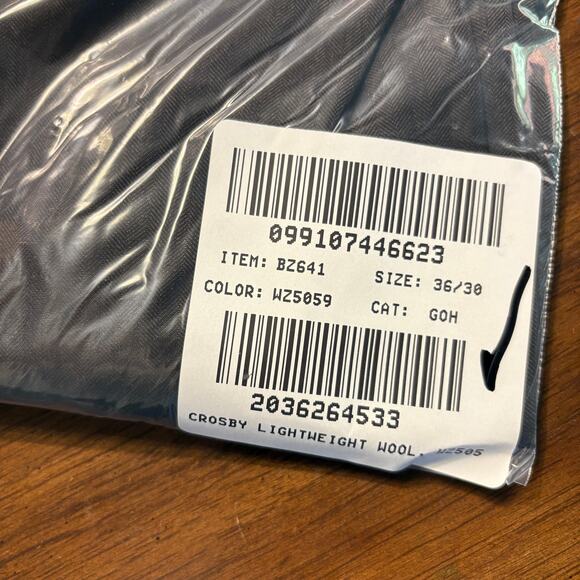 099107446623
ITEM: BZ641 SIZE: 36/30
COLOR: WZ5059 CAT: GOH
2036264533
CROSBY LIGHTWEIGHT WOOL, WZ505